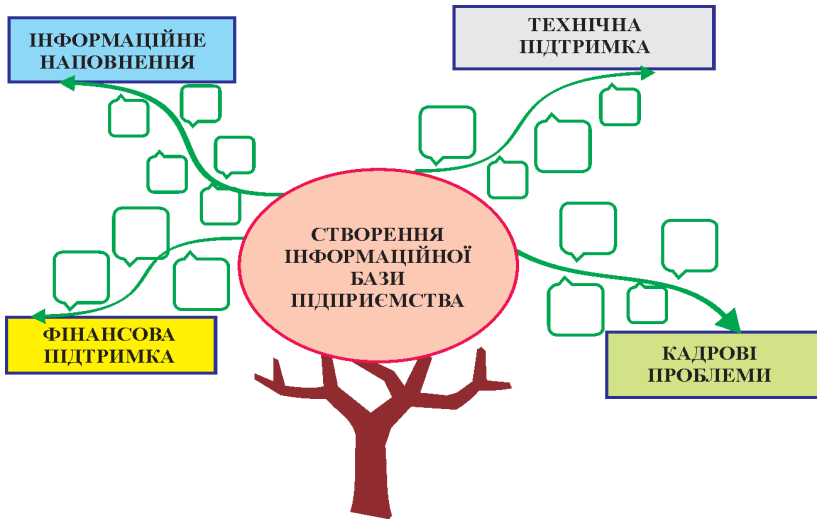 ІНФОРМАЦІЙНЕ
НАПОВНЕННЯ
ТЕХНІЧНА
ПІДТРИМКА
СТВОРЕННЯ
ІНФОРМАЦІЙНОЇ
БАЗИ
ПІДПРИЄМСТВА
ФІНАНСОВА
ПІДТРИМКА
КАДРОВІ
ПРОБЛЕМИ